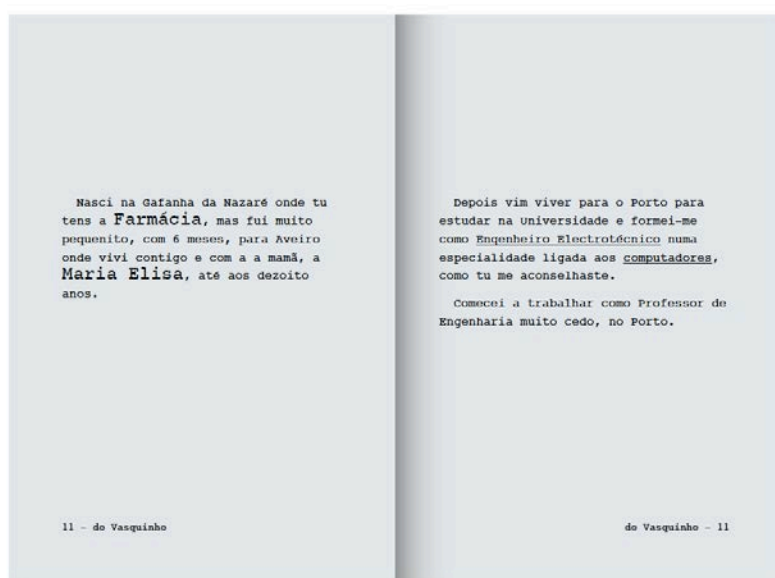 Nasci na Gafanha da Nazaré onde tu
tens a Farmácia, mas fui muito
pequenito, com 6 meses, para Aveiro
onde vivi contigo e com a a mamã, a
Maria Elisa, até aos dezoito
anos.
11 - do Vasquinho
Depois vim viver para o Porto para
estudar na Universidade e formei-me
como Engenheiro Electrotécnico numa
especialidade ligada aos computadores,
como tu me aconselhaste.
Comecei a trabalhar como Professor de
Engenharia muito cedo, no Porto.
do Vasquinho - 11